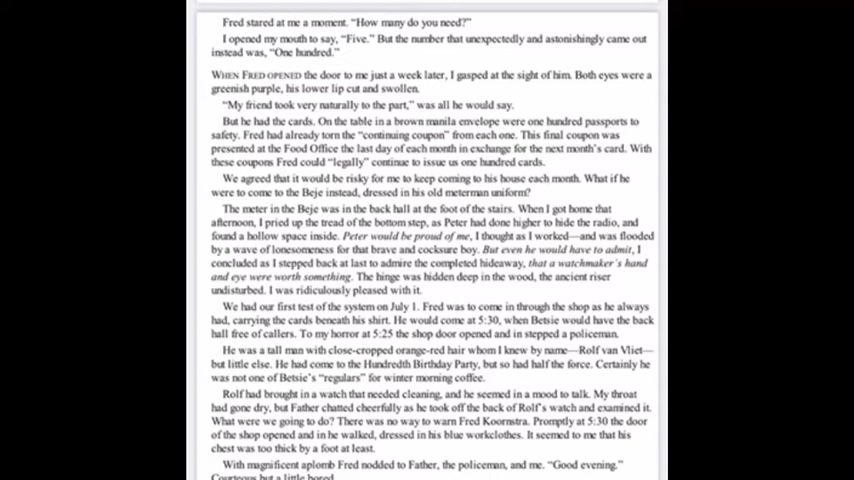 Fred stared at me a moment. “How many do you need?”
I opened my mouth to say, “Five.” But the number that unexpectedly and astonishingly came out
instead was, “One hundred.”
WHEN FRED OPENED the door to me just a week later, I gasped at the sight of him. Both eyes were a
greenish purple, his lower lip cut and swollen.
“My friend took very naturally to the part,” was all he would say.
But he had the cards. On the table in a brown manila envelope were one hundred passports to
safety. Fred had already torn the “continuing coupon” from each one. This final coupon was
presented at the Food Office the last day of each month in exchange for the next month’s card. With
these coupons Fred could “legally” continue to issue us one hundred cards.
We agreed that it would be risky for me to keep coming to his house each month. What if he
were to come to the Beje instead, dressed in his old meterman uniform?
The meter in the Beje was in the back hall at the foot of the stairs. When I got home that
afternoon, I pried up the tread of the bottom step, as Peter had done higher to hide the radio, and
found a hollow space inside. Peter would be proud of me, I thought as I worked—and was flooded
by a wave of lonesomeness for that brave and cocksure boy. But even he would have to admit, I
concluded as I stepped back at last to admire the completed hideaway, that a watchmaker’s hand
and eye were worth something. The hinge was hidden deep in the wood, the ancient riser
undisturbed. I was ridiculously pleased with it.
We had our first test of the system on July 1. Fred was to come in through the shop as he always
had, carrying the cards beneath his shirt. He would come at 5:30, when Betsie would have the back
hall free of callers. To my horror at 5:25 the shop door opened and in stepped a policeman.
He was a tall man with close-cropped orange-red hair whom I knew by name—Rolf van Vliet—
but little else. He had come to the Hundredth Birthday Party, but so had half the force. Certainly he
was not one of Betsie’s “regulars” for winter morning coffee.
Rolf had brought in a watch that needed cleaning, and he seemed in a mood to talk. My throat
had gone dry, but Father chatted cheerfully as he took off the back of Rolf’s watch and examined it.
What were we going to do? There was no way to warn Fred Koornstra. Promptly at 5:30 the door
of the shop opened and in he walked, dressed in his blue workclothes. It seemed to me that his
chest was too thick by a foot at least.
With magnificent aplomb Fred nodded to Father, the policeman, and me. “Good evening.”
Courteous but a little bored.